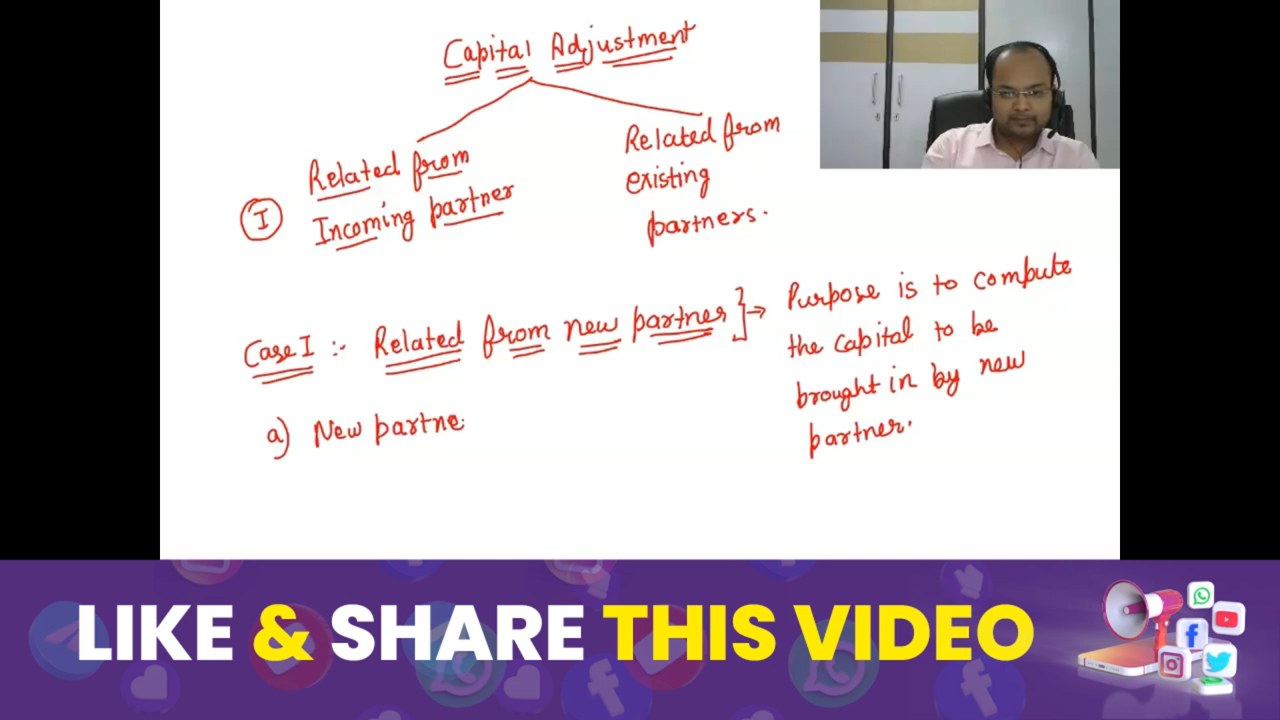 Capital Adjustment
Related from
Incoming partner
Related from
existing
partners.
I
Case I :- Related from new partner
Purpose is to compute
the capital to be
brought in by new
partner.
a) New partne
LIKE & SHARE THIS VIDEO